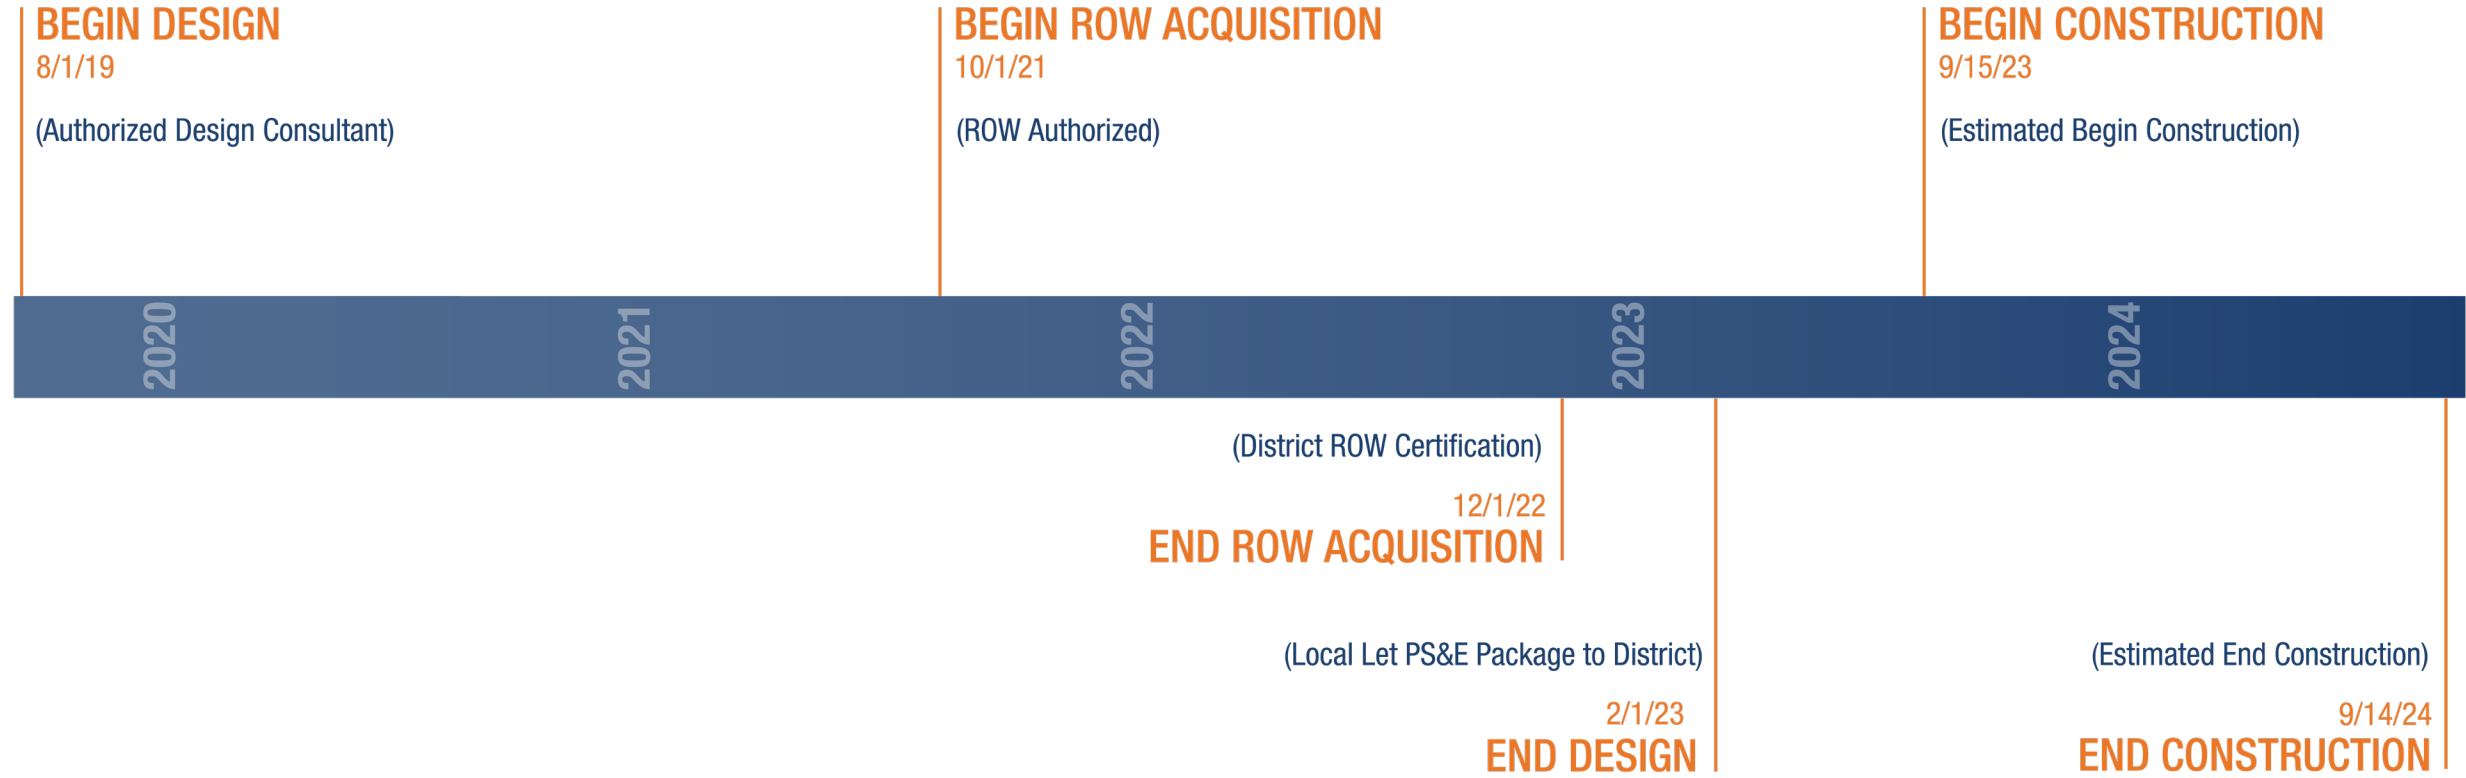 BEGIN DESIGN
8/1/19
(Authorized Design Consultant)
BEGIN ROW ACQUISITION
10/1/21
(ROW Authorized)
BEGIN CONSTRUCTION
9/15/23
(Estimated Begin Construction)
2020
2021
2022
2023
2024
(District ROW Certification)
12/1/22
END ROW ACQUISITION
(Local Let PS&E Package to District)
2/1/23
END DESIGN
(Estimated End Construction)
9/14/24
END CONSTRUCTION